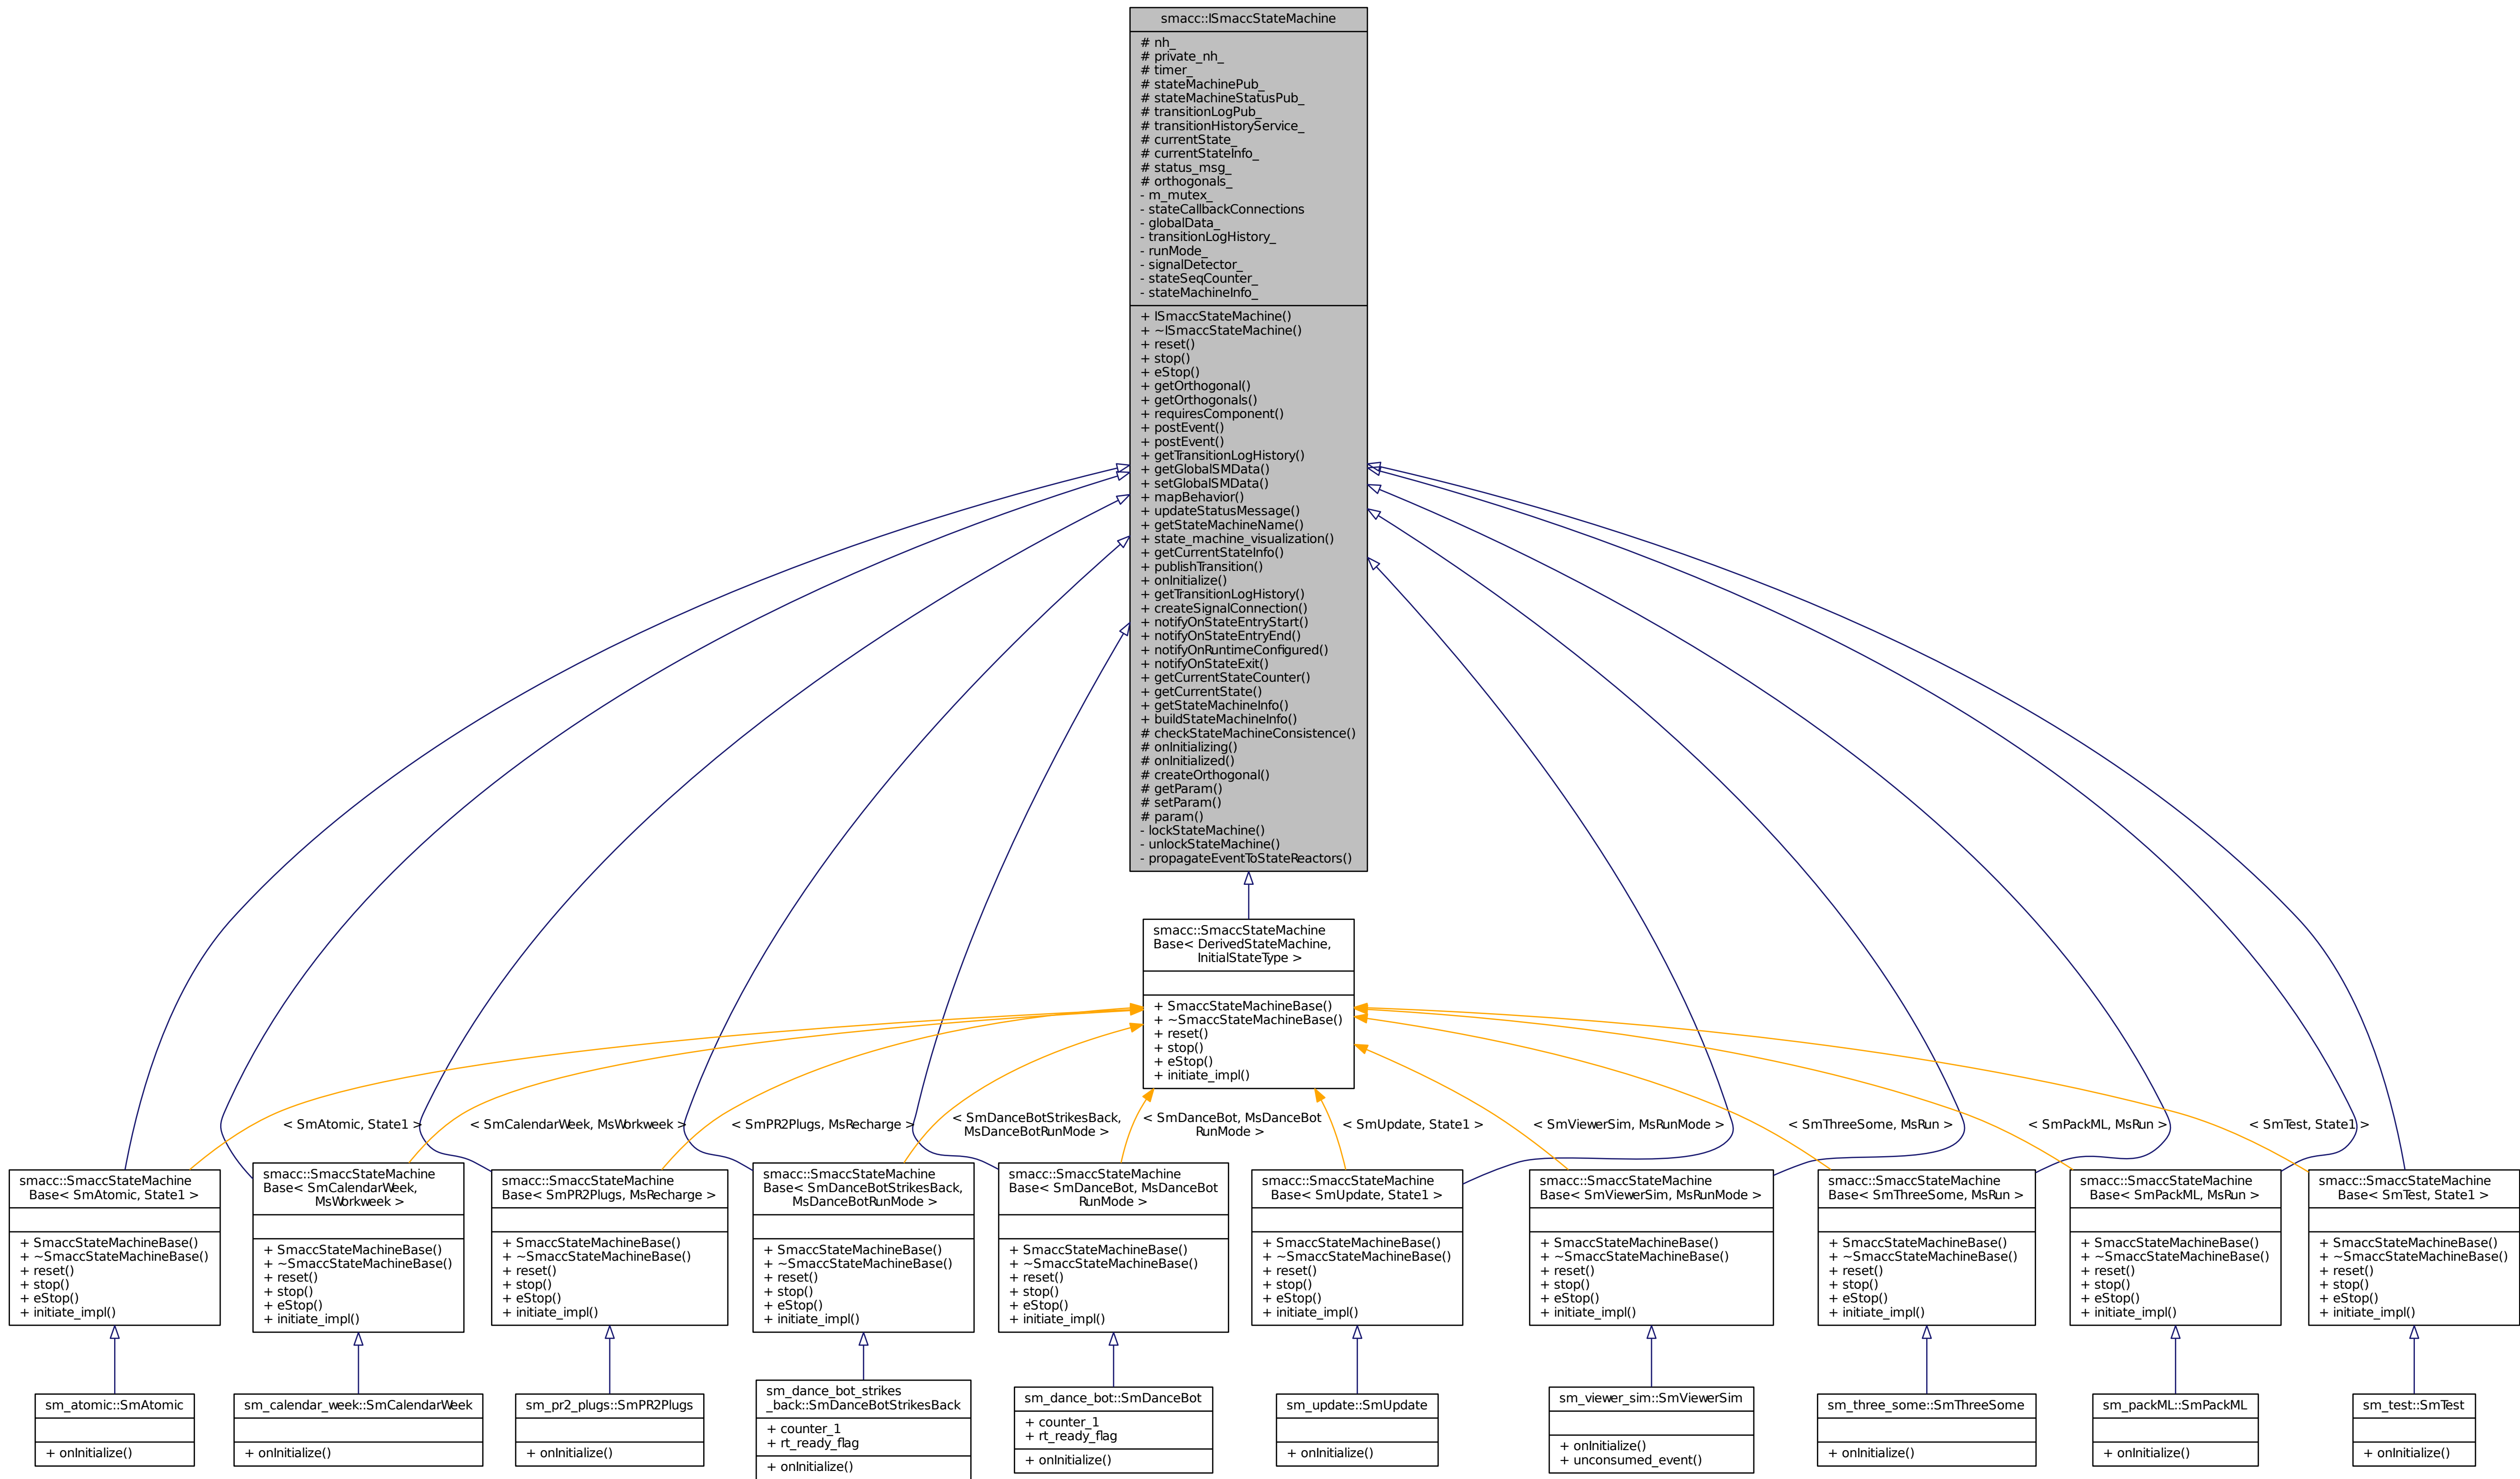 smacc::ISmaccStateMachine
# nh_
# private_nh_
# timer_
# stateMachinePub_
# stateMachineStatusPub_
# transitionLogPub_
# transitionHistoryService_
# currentState_
# currentStateInfo_
# status_msg_
# orthogonals_
- m_mutex_
- stateCallbackConnections
- globalData_
- transitionLogHistory_
- runMode_
- signalDetector_
- stateSeqCounter_
- stateMachineInfo_
+ ISmaccStateMachine()
+ ~ISmaccStateMachine()
+ reset()
+ stop()
+ eStop()
+ getOrthogonal()
+ getOrthogonals()
+ requiresComponent()
+ postEvent()
+ postEvent()
+ getTransitionLogHistory()
+ getGlobalSMData()
+ setGlobalSMData()
+ mapBehavior()
+ updateStatusMessage()
+ getStateMachineName()
+ state_machine_visualization()
+ getCurrentStateInfo()
+ publishTransition()
+ onInitialize()
+ getTransitionLogHistory()
+ createSignalConnection()
+ notifyOnStateEntryStart()
+ notifyOnStateEntryEnd()
+ notifyOnRuntimeConfigured()
+ notifyOnStateExit()
+ getCurrentStateCounter()
+ getCurrentState()
+ getStateMachineInfo()
+ buildStateMachineInfo()
# checkStateMachineConsistence()
# onInitializing()
# onInitialized()
# createOrthogonal()
# getParam()
# setParam()
# param()
- lockStateMachine()
- unlockStateMachine()
- propagateEventToStateReactors()
smacc::SmaccStateMachine
Base< DerivedStateMachine,
InitialStateType >
+ SmaccStateMachineBase()
+ ~SmaccStateMachineBase()
+ reset()
+ stop()
+ eStop()
+ initiate_impl()
< SmAtomic, State1 >
< SmCalendarWeek, MsWorkweek >
< SmPR2Plugs, MsRecharge >
< SmDanceBotStrikesBack,
MsDanceBotRunMode >
< SmDanceBot, MsDanceBot
RunMode >
< SmUpdate, State1 >
< SmViewerSim, MsRunMode >
< SmThreeSome, MsRun >
< SmPackML, MsRun >
< SmTest, State1 >
smacc::SmaccStateMachine
Base< SmAtomic, State1 >
+ SmaccStateMachineBase()
+ ~SmaccStateMachineBase()
+ reset()
+ stop()
+ eStop()
+ initiate_impl()
smacc::SmaccStateMachine
Base< SmCalendarWeek,
MsWorkweek >
+ SmaccStateMachineBase()
+ ~SmaccStateMachineBase()
+ reset()
+ stop()
+ eStop()
+ initiate_impl()
smacc::SmaccStateMachine
Base< SmPR2Plugs, MsRecharge >
+ SmaccStateMachineBase()
+ ~SmaccStateMachineBase()
+ reset()
+ stop()
+ eStop()
+ initiate_impl()
smacc::SmaccStateMachine
Base< SmDanceBotStrikesBack,
MsDanceBotRunMode >
+ SmaccStateMachineBase()
+ ~SmaccStateMachineBase()
+ reset()
+ stop()
+ eStop()
+ initiate_impl()
smacc::SmaccStateMachine
Base< SmDanceBot, MsDanceBot
RunMode >
+ SmaccStateMachineBase()
+ ~SmaccStateMachineBase()
+ reset()
+ stop()
+ eStop()
+ initiate_impl()
smacc::SmaccStateMachine
Base< SmUpdate, State1 >
+ SmaccStateMachineBase()
+ ~SmaccStateMachineBase()
+ reset()
+ stop()
+ eStop()
+ initiate_impl()
smacc::SmaccStateMachine
Base< SmViewerSim, MsRunMode >
+ SmaccStateMachineBase()
+ ~SmaccStateMachineBase()
+ reset()
+ stop()
+ eStop()
+ initiate_impl()
smacc::SmaccStateMachine
Base< SmThreeSome, MsRun >
+ SmaccStateMachineBase()
+ ~SmaccStateMachineBase()
+ reset()
+ stop()
+ eStop()
+ initiate_impl()
smacc::SmaccStateMachine
Base< SmPackML, MsRun >
+ SmaccStateMachineBase()
+ ~SmaccStateMachineBase()
+ reset()
+ stop()
+ eStop()
+ initiate_impl()
smacc::SmaccStateMachine
Base< SmTest, State1 >
+ SmaccStateMachineBase()
+ ~SmaccStateMachineBase()
+ reset()
+ stop()
+ eStop()
+ initiate_impl()
sm_atomic::SmAtomic
+ onInitialize()
sm_calendar_week::SmCalendarWeek
+ onInitialize()
sm_pr2_plugs::SmPR2Plugs
+ onInitialize()
sm_dance_bot_strikes
_back::SmDanceBotStrikesBack
+ counter_1
+ rt_ready_flag
+ onInitialize()
sm_dance_bot::SmDanceBot
+ counter_1
+ rt_ready_flag
+ onInitialize()
sm_update::SmUpdate
+ onInitialize()
sm_viewer_sim::SmViewerSim
+ onInitialize()
+ unconsumed_event()
sm_three_some::SmThreeSome
+ onInitialize()
sm_packML::SmPackML
+ onInitialize()
sm_test::SmTest
+ onInitialize()